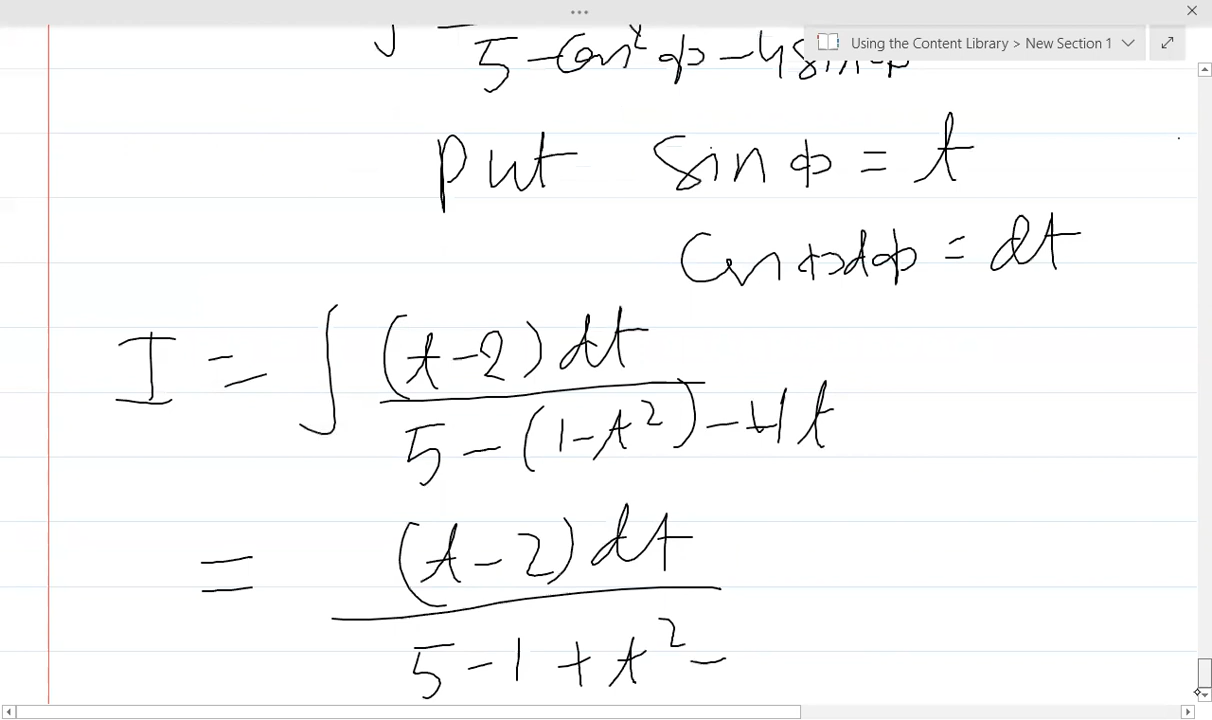 Using the Content Library > New Section 1
∫
5 - cos² φ - 4 sin φ
put sin φ = t
cos φ dφ = dt
I = ∫ (t-2) dt
5 - (1-t²) - 4t
= (t-2) dt
5 - 1 + t² -